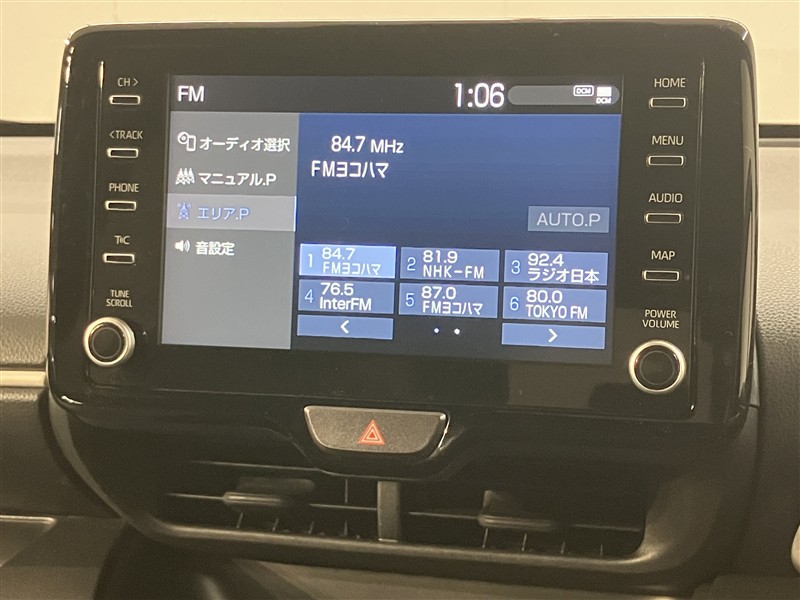 CH >
< TRACK
PHONE
TUNE
SCROLL
FM
1:06
DCM
DCM
オーディオ選択
マニュアル.P
エリア.P
音設定
84.7 MHz
FMヨコハマ
AUTO.P
1 84.7
FMヨコハマ
2 81.9
NHK-FM
3 92.4
ラジオ日本
4 76.5
InterFM
5 87.0
FMヨコハマ
6 80.0
TOKYO FM
<
>
HOME
MENU
AUDIO
MAP
POWER
VOLUME